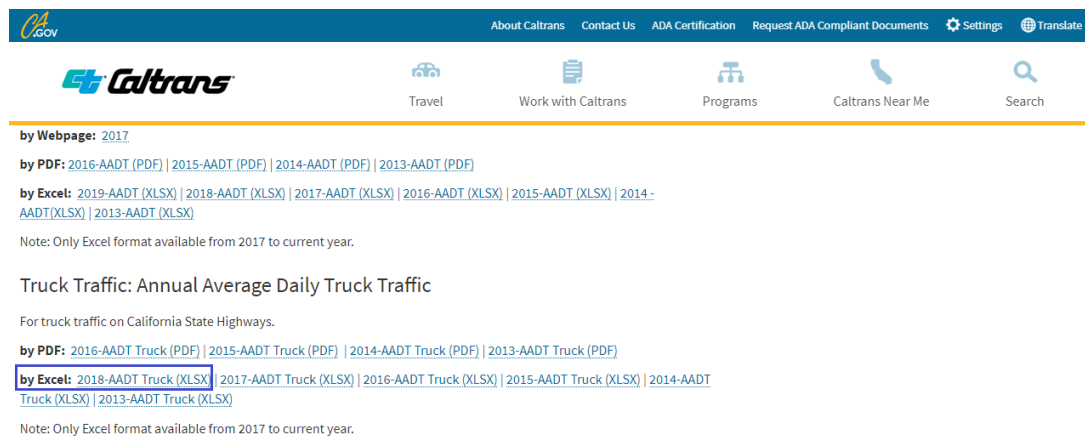 CA.GOV
About Caltrans Contact Us ADA Certification Request ADA Compliant Documents Settings Translate
Caltrans
Travel Work with Caltrans Programs Caltrans Near Me Search
by Webpage: 2017
by PDF: 2016-AADT (PDF) | 2015-AADT (PDF) | 2014-AADT (PDF) | 2013-AADT (PDF)
by Excel: 2019-AADT (XLSX) | 2018-AADT (XLSX) | 2017-AADT (XLSX) | 2016-AADT (XLSX) | 2015-AADT (XLSX) | 2014 -
AADT(XLSX) | 2013-AADT (XLSX)
Note: Only Excel format available from 2017 to current year.
Truck Traffic: Annual Average Daily Truck Traffic
For truck traffic on California State Highways.
by PDF: 2016-AADT Truck (PDF) | 2015-AADT Truck (PDF) | 2014-AADT Truck (PDF) | 2013-AADT Truck (PDF)
by Excel: 2018-AADT Truck (XLSX) | 2017-AADT Truck (XLSX) | 2016-AADT Truck (XLSX) | 2015-AADT Truck (XLSX) | 2014-AADT
Truck (XLSX) | 2013-AADT Truck (XLSX)
Note: Only Excel format available from 2017 to current year.